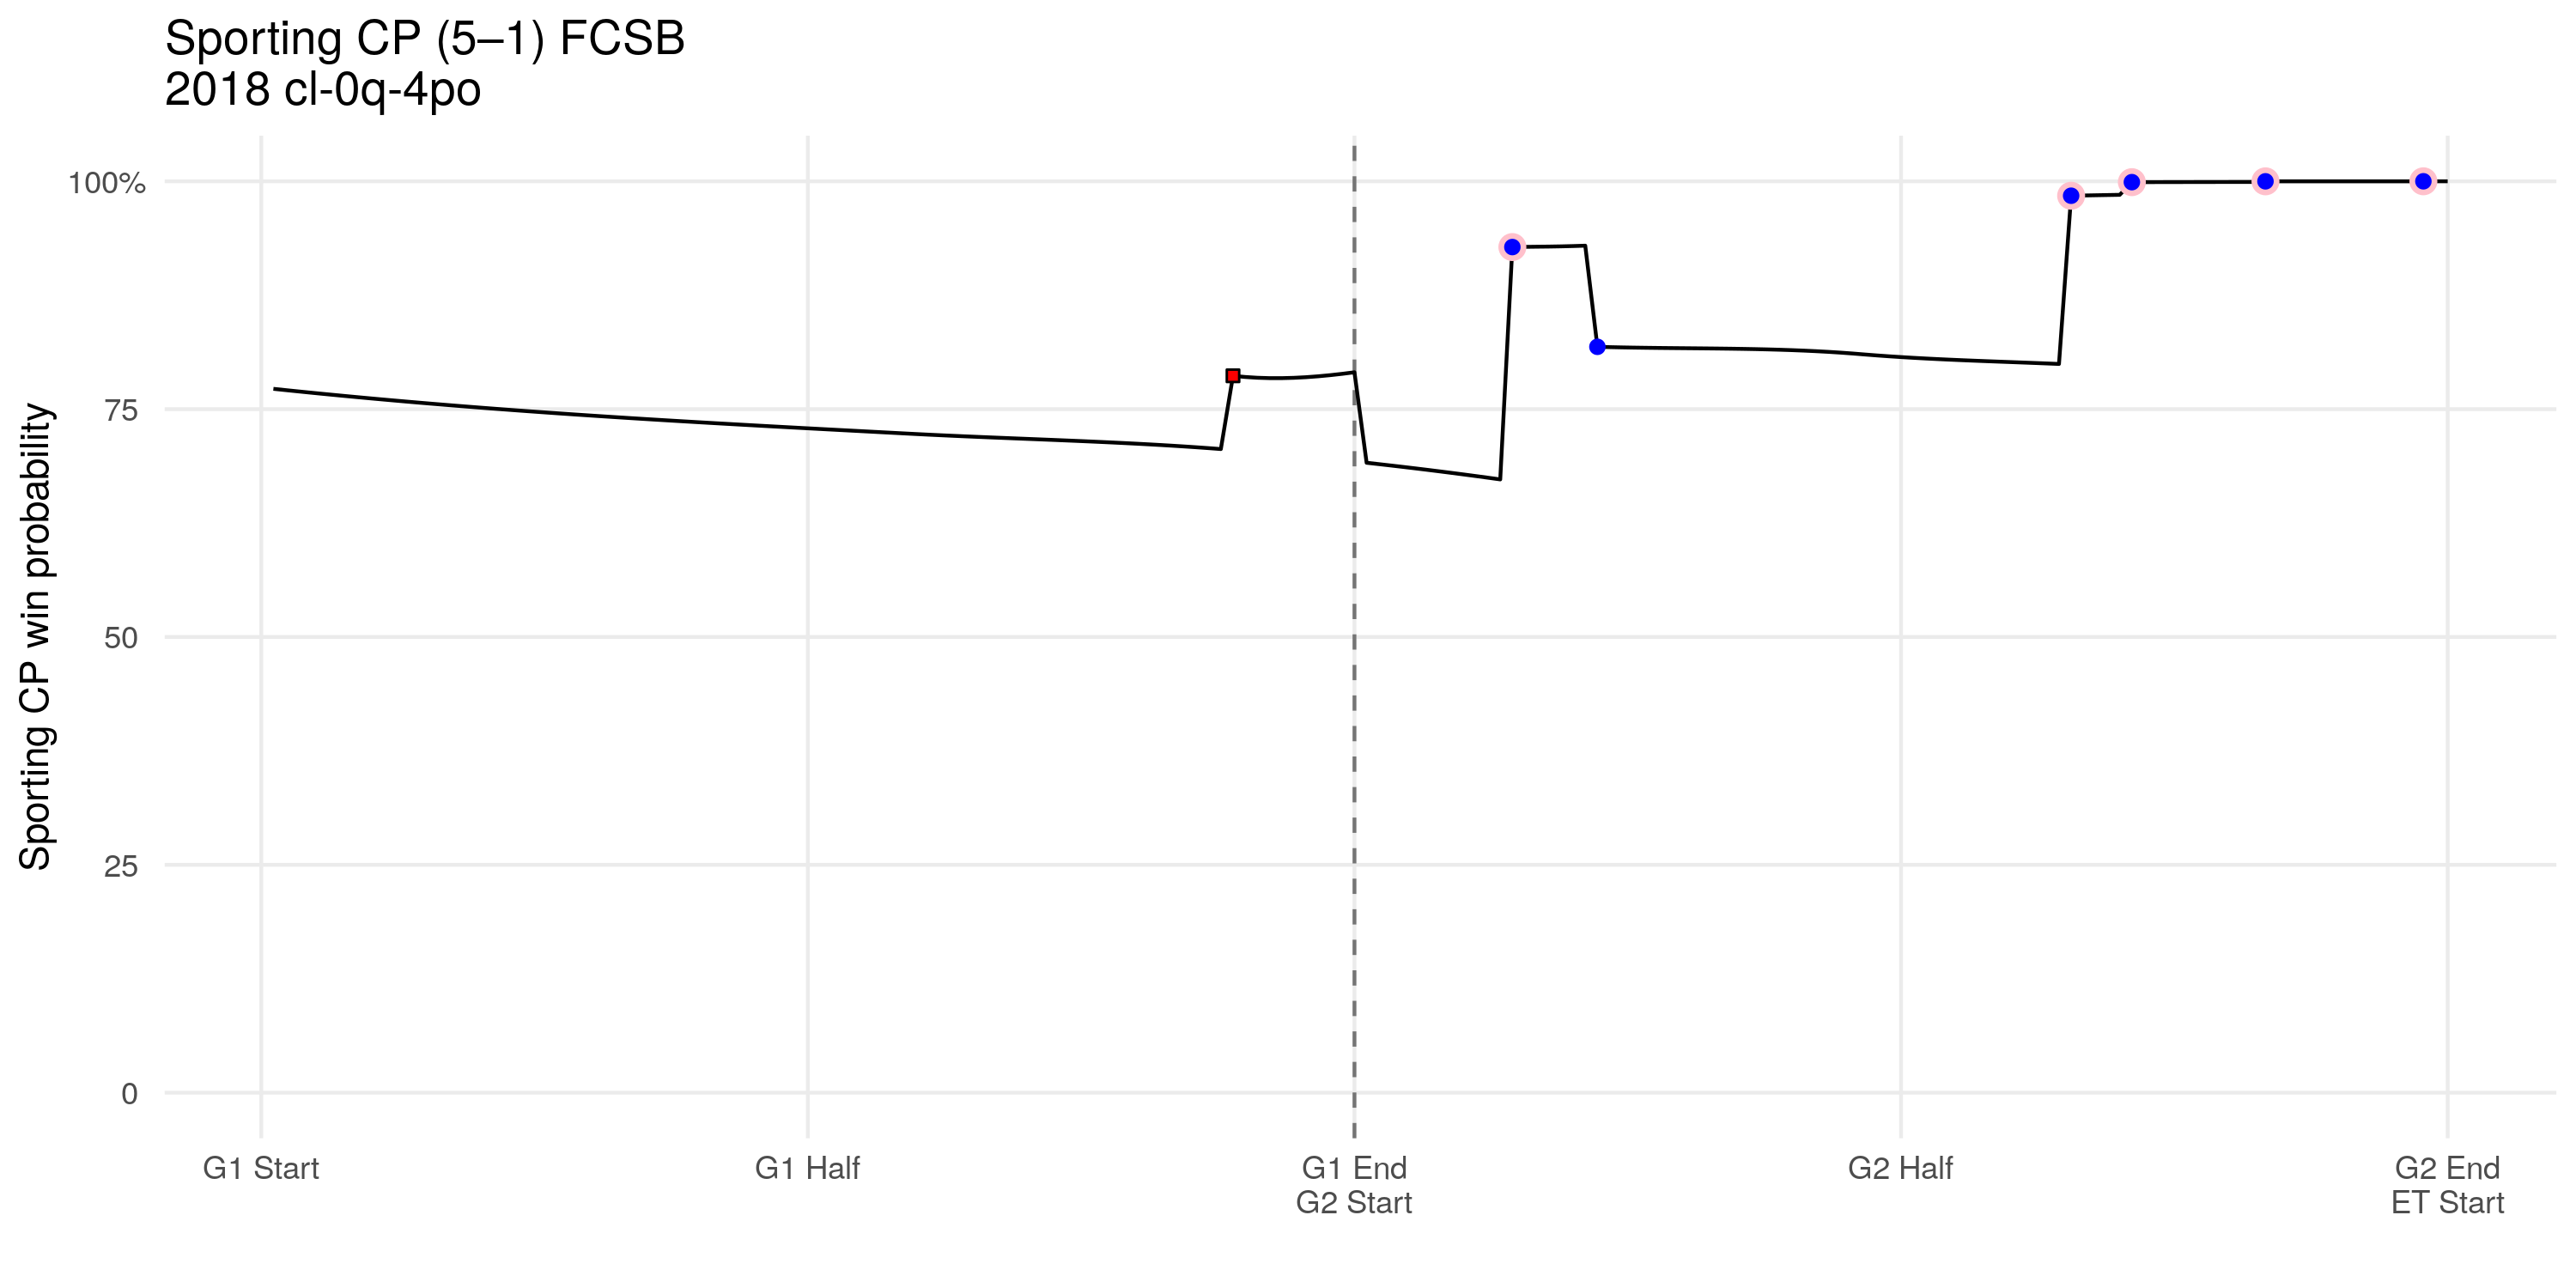 Sporting CP (5–1) FCSB
2018 cl-0q-4po
Sporting CP win probability
100%
75
50
25
0
G1 Start
G1 Half
G1 End
G2 Start
G2 Half
G2 End
ET Start